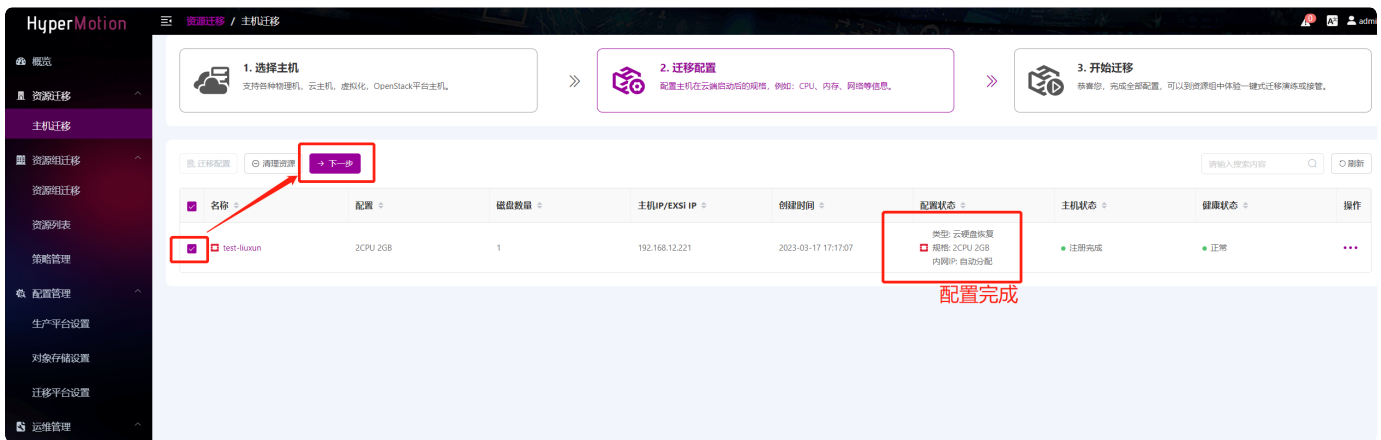 HyperMotion
资源迁移 / 主机迁移
A
admi
概览
资源迁移
主机迁移
资源组迁移
资源组迁移
资源列表
策略管理
配置管理
生产平台设置
对象存储设置
迁移平台设置
运维管理
1. 选择主机
支持各种物理机，云主机，虚拟化，OpenStack平台主机。
2. 迁移配置
配置主机在云端启动后的规格，例如：CPU、内存、网络等信息。
3. 开始迁移
恭喜您，完成全部配置，可以到资源组中体验一键式迁移演练或接管。
迁移配置
清理资源
下一步
请输入搜索内容
刷新
名称 配置 磁盘数量 主机IP/EXSi IP 创建时间 配置状态 主机状态 健康状态 操作
test-liuxun 2CPU 2GB 1 192.168.12.221 2023-03-17 17:17:07
类型: 云硬盘恢复
规格: 2CPU 2GB
内网IP: 自动分配
注册完成
正常
配置完成